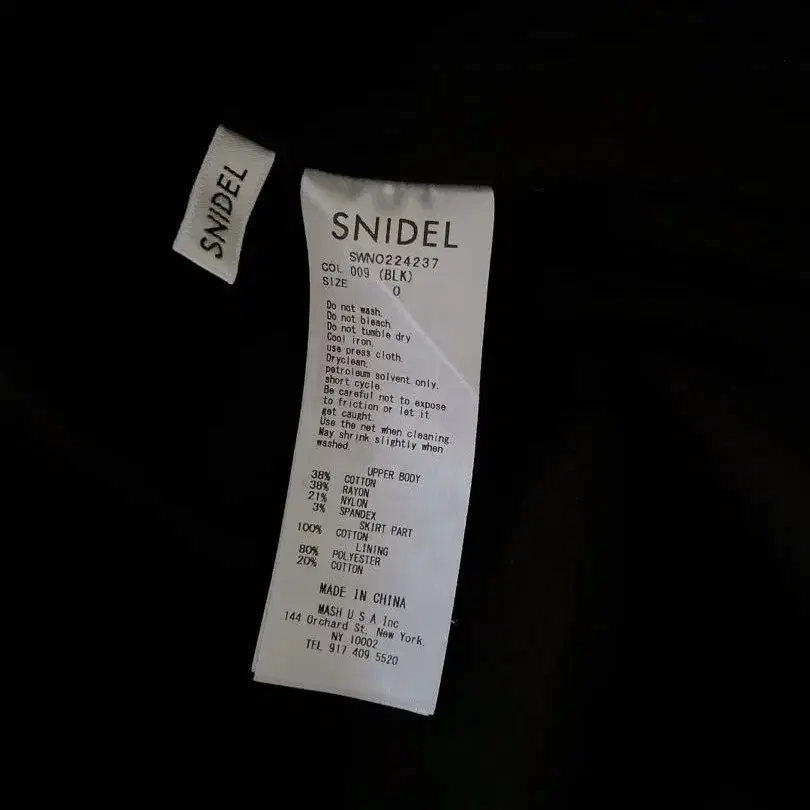 SNIDEL
SNIDEL
SWNO224237
COL 009 (BLK)
SIZE 0
Do not wash.
Do not bleach.
Do not tumble dry
Cool iron.
use press cloth.
Dryclean.
petroleum solvent only.
short cycle.
Be careful not to expose
to friction or let it
get caught.
Use the net when cleaning.
May shrink slightly when
washed.
UPPER BODY
38% COTTON
38% RAYON
21% NYLON
3% SPANDEX
SKIRT PART
100% COTTON
LINING
80% POLYESTER
20% COTTON
MADE IN CHINA
MASH U S A Inc
144 Orchard St. New York.
NY 10002
TEL 917 409 5520